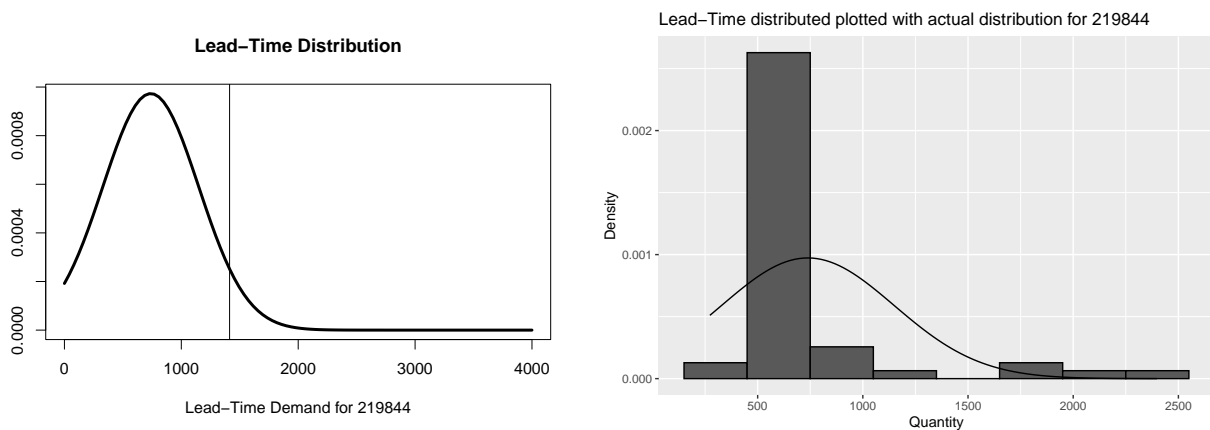 Lead−Time Distribution
0.0000 0.0004 0.0008
0 1000 2000 3000 4000
Lead−Time Demand for 219844
Lead−Time distributed plotted with actual distribution for 219844
Density
0.002
0.001
0.000
500 1000 1500 2000 2500
Quantity